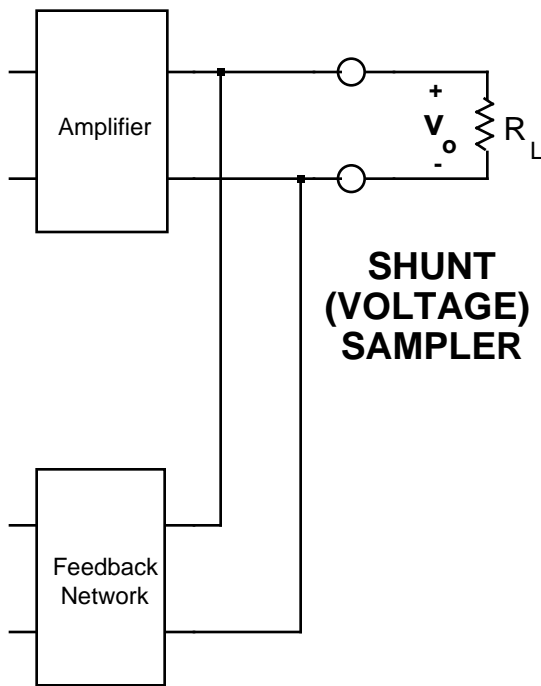 Amplifier
+
v o
-
R L
SHUNT
(VOLTAGE)
SAMPLER
Feedback
Network